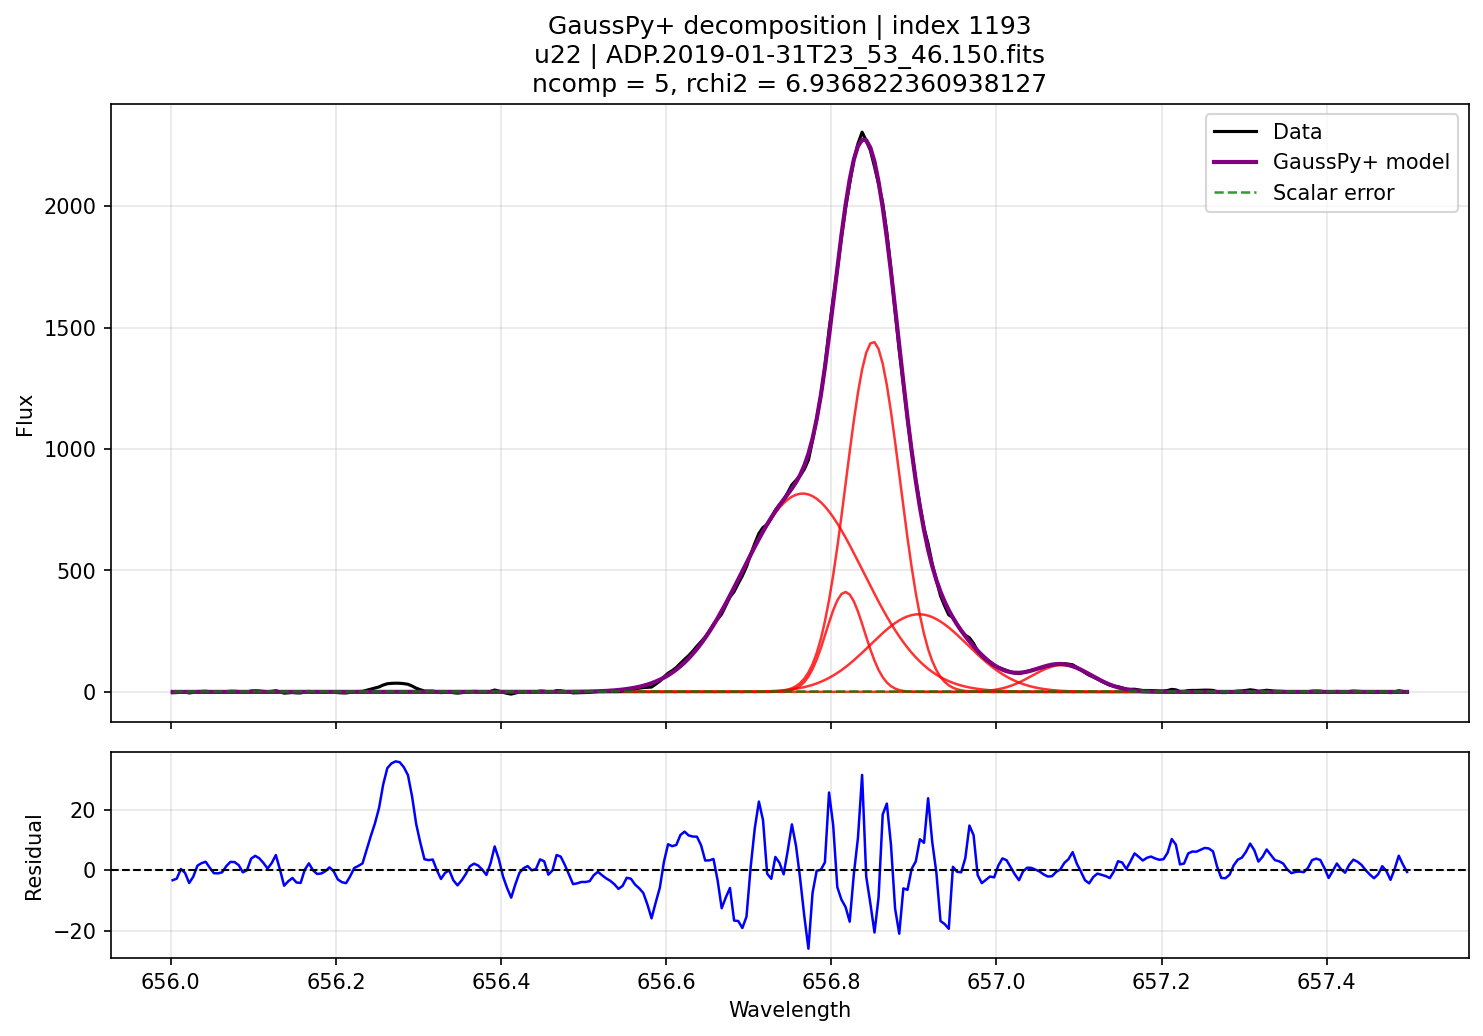 GaussPy+ decomposition | index 1193
u22 | ADP.2019-01-31T23_53_46.150.fits
ncomp = 5, rchi2 = 6.936822360938127
Data
GaussPy+ model
Scalar error
Flux
2000
1500
1000
500
0
Residual
20
0
−20
656.0 656.2 656.4 656.6 656.8 657.0 657.2 657.4
Wavelength